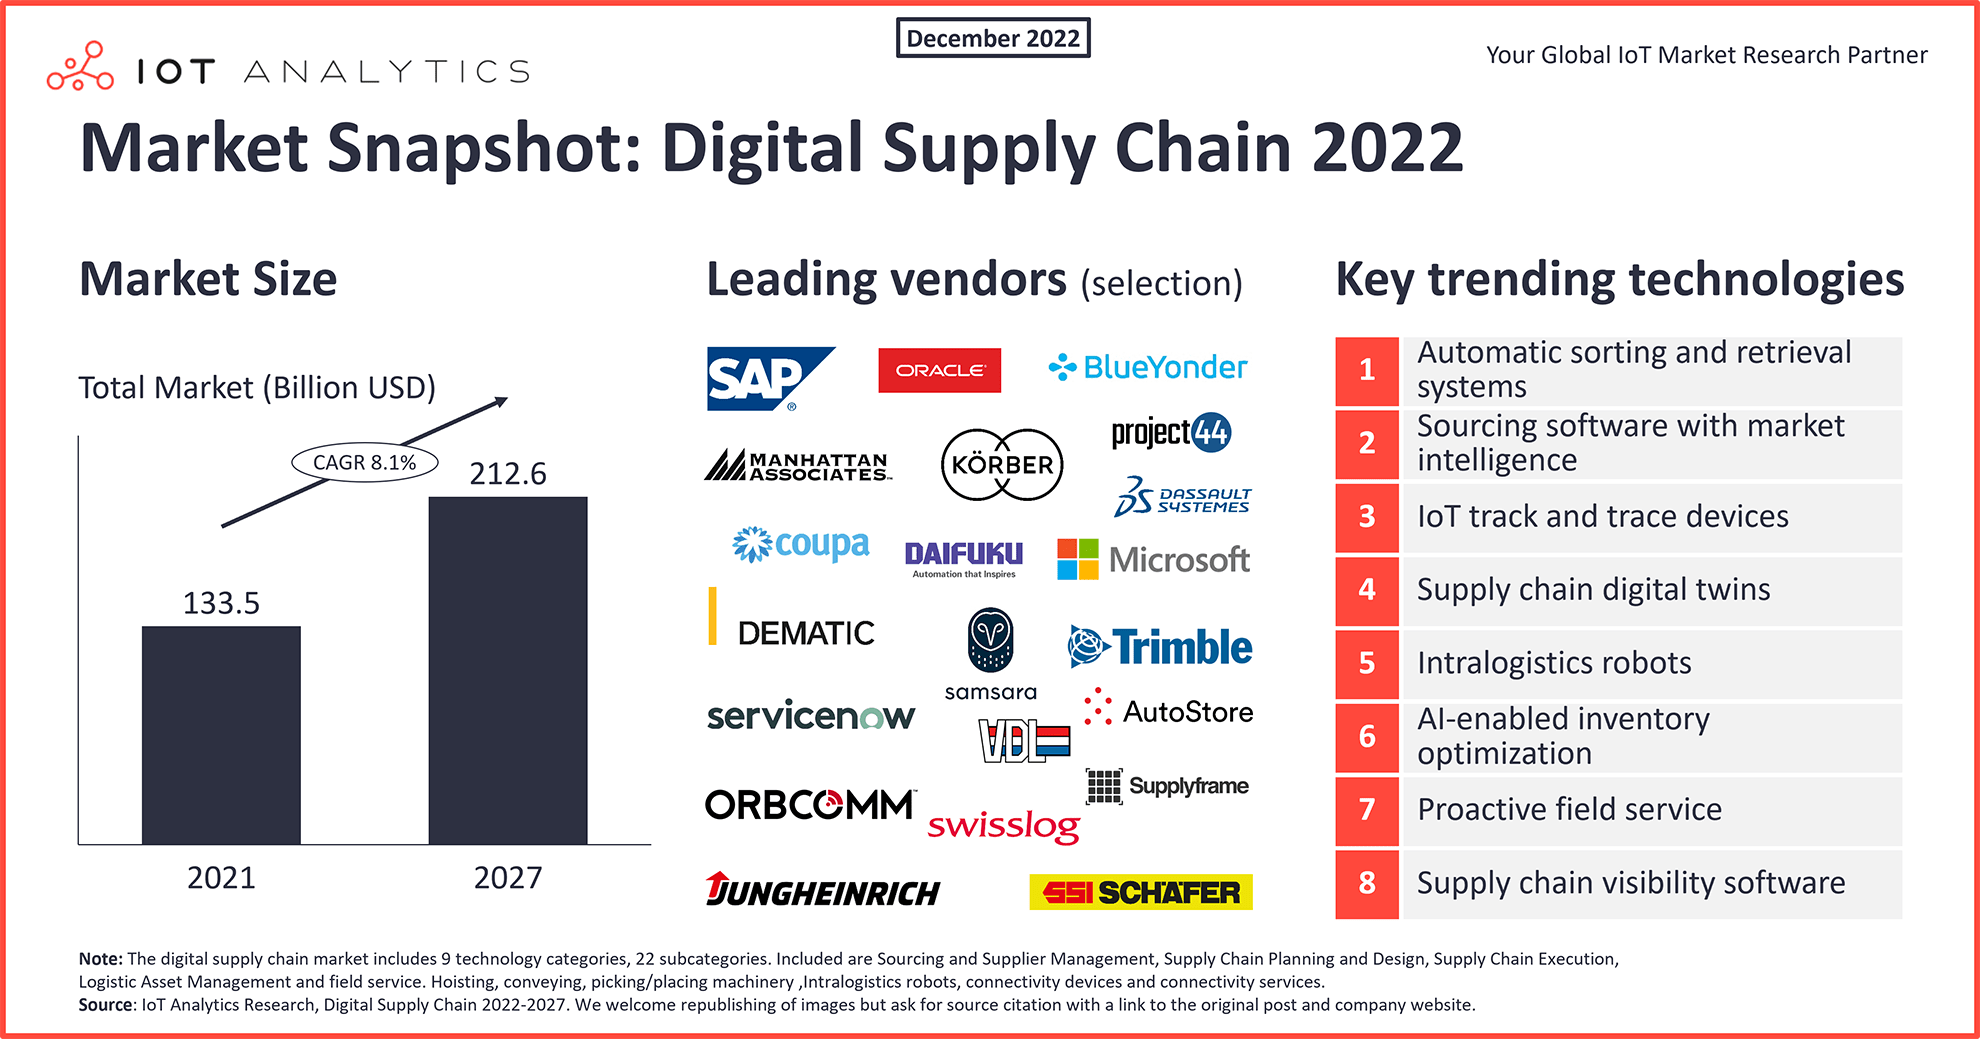 December 2022
IOT ANALYTICS
Your Global IoT Market Research Partner
Market Snapshot: Digital Supply Chain 2022
Market Size
Total Market (Billion USD)
CAGR 8.1%
133.5
212.6
2021
2027
Leading vendors (selection)
SAP ®
ORACLE®
BlueYonder
project44
MANHATTAN
ASSOCIATES™
KÖRBER
DASSAULT
SYSTEMES
coupa
DAIFUKU
Automation that Inspires
Microsoft
DEMATIC
samsara
Trimble
servicenow
VDL
AutoStore
Supplyframe
ORBCOMM™
swisslog
JUNGHEINRICH
SSI SCHÄFER
Key trending technologies
1 Automatic sorting and retrieval
systems
2 Sourcing software with market
intelligence
3 IoT track and trace devices
4 Supply chain digital twins
5 Intralogistics robots
6 AI-enabled inventory
optimization
7 Proactive field service
8 Supply chain visibility software
Note: The digital supply chain market includes 9 technology categories, 22 subcategories. Included are Sourcing and Supplier Management, Supply Chain Planning and Design, Supply Chain Execution,
Logistic Asset Management and field service. Hoisting, conveying, picking/placing machinery ,Intralogistics robots, connectivity devices and connectivity services.
Source: IoT Analytics Research, Digital Supply Chain 2022-2027. We welcome republishing of images but ask for source citation with a link to the original post and company website.